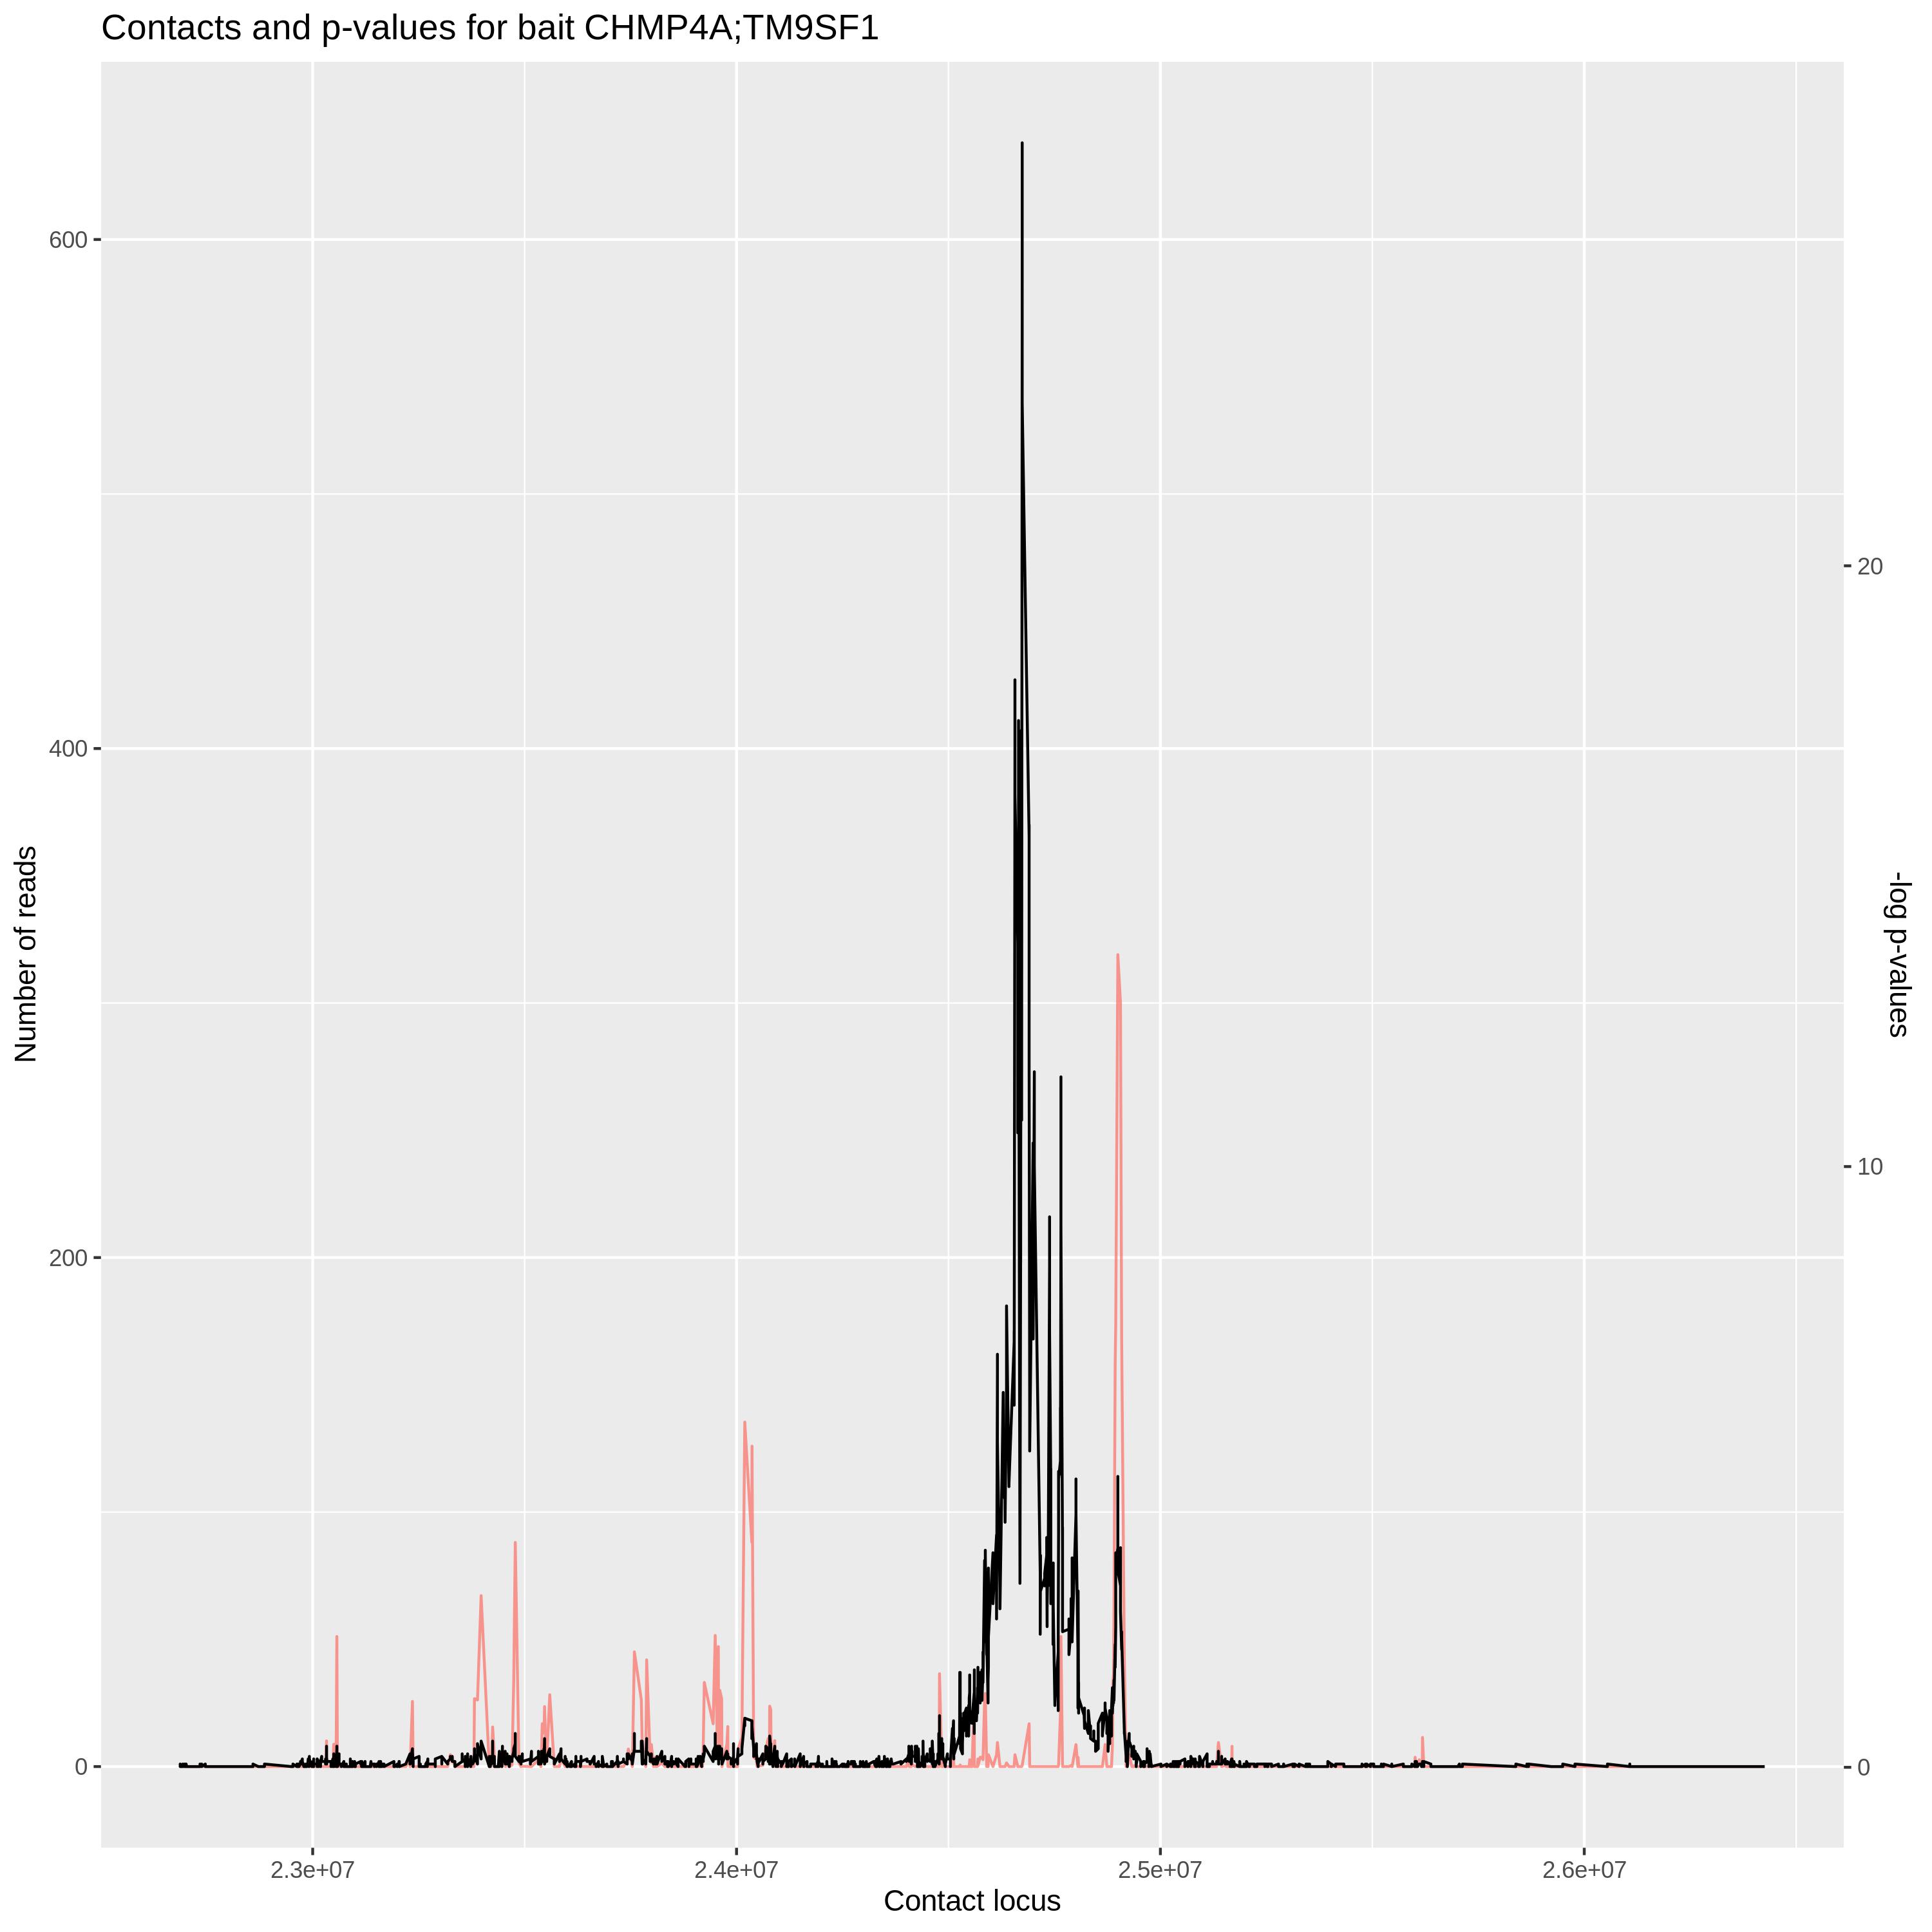 Contacts and p-values for bait CHMP4A;TM9SF1
600
400
200
0
Number of reads
20
10
0
-log p-values
2.3e+07
2.4e+07
2.5e+07
2.6e+07
Contact locus